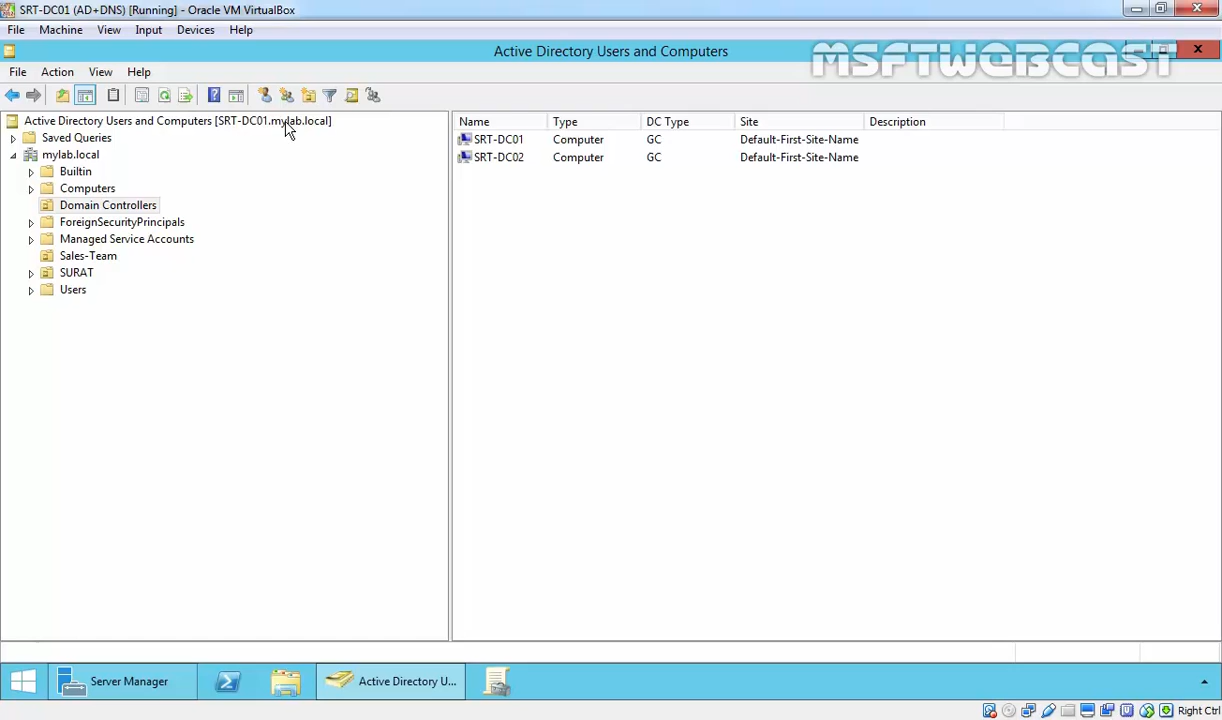 SRT-DC01 (AD+DNS) [Running] - Oracle VM VirtualBox
File Machine View Input Devices Help
Active Directory Users and Computers
MSFTWEBCAST
File Action View Help
Active Directory Users and Computers [SRT-DC01.mylab.local]
Saved Queries
mylab.local
Builtin
Computers
Domain Controllers
ForeignSecurityPrincipals
Managed Service Accounts
Sales-Team
SURAT
Users
Name Type DC Type Site Description
SRT-DC01 Computer GC Default-First-Site-Name
SRT-DC02 Computer GC Default-First-Site-Name
Server Manager
Active Directory U...
Right Ctrl